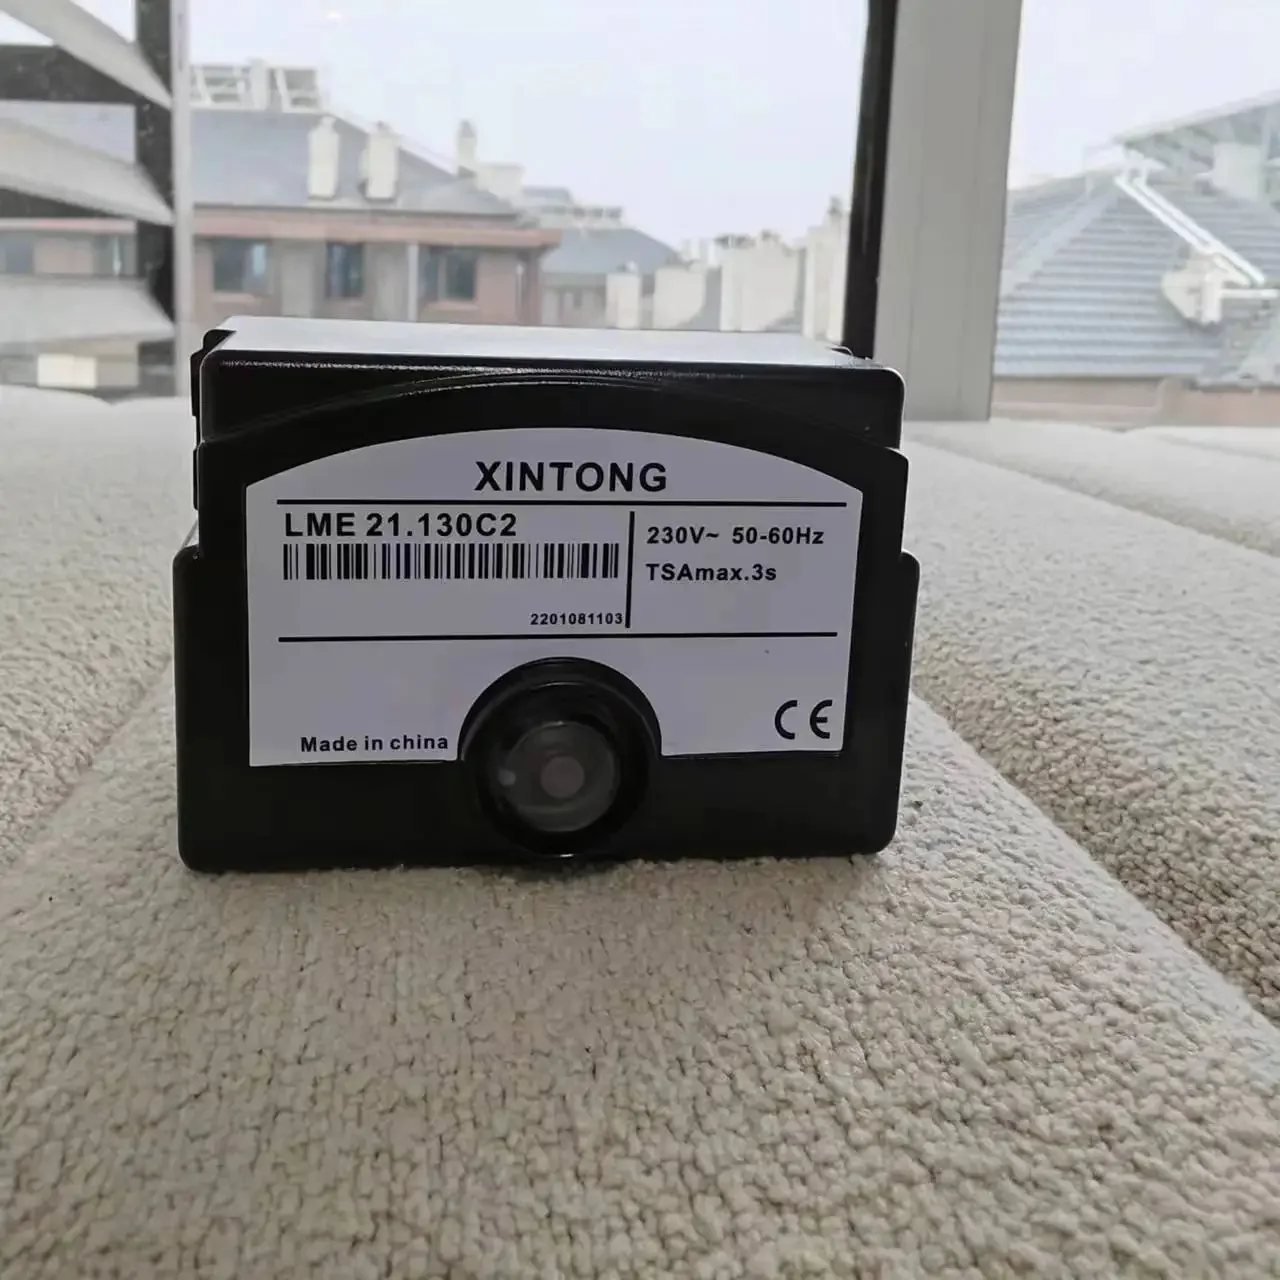 XINTONG
LME 21.130C2
230V~ 50-60Hz
TSAmax.3s
2201081103
Made in china
CE